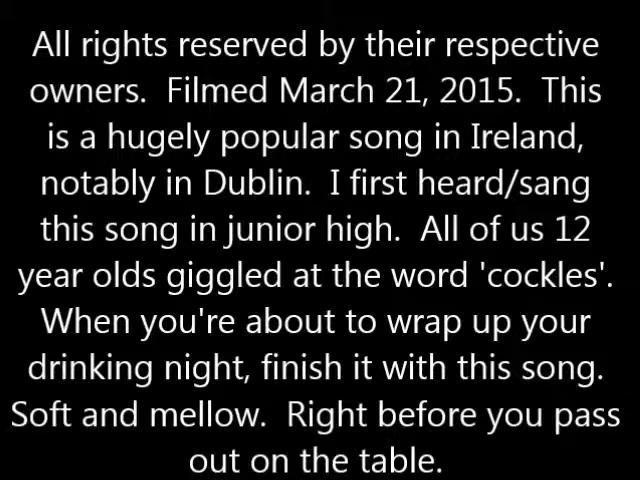 All rights reserved by their respective
owners.  Filmed March 21, 2015.  This
is a hugely popular song in Ireland,
notably in Dublin.  I first heard/sang
this song in junior high.  All of us 12
year olds giggled at the word 'cockles'.
When you're about to wrap up your
drinking night, finish it with this song.
Soft and mellow.  Right before you pass
out on the table.